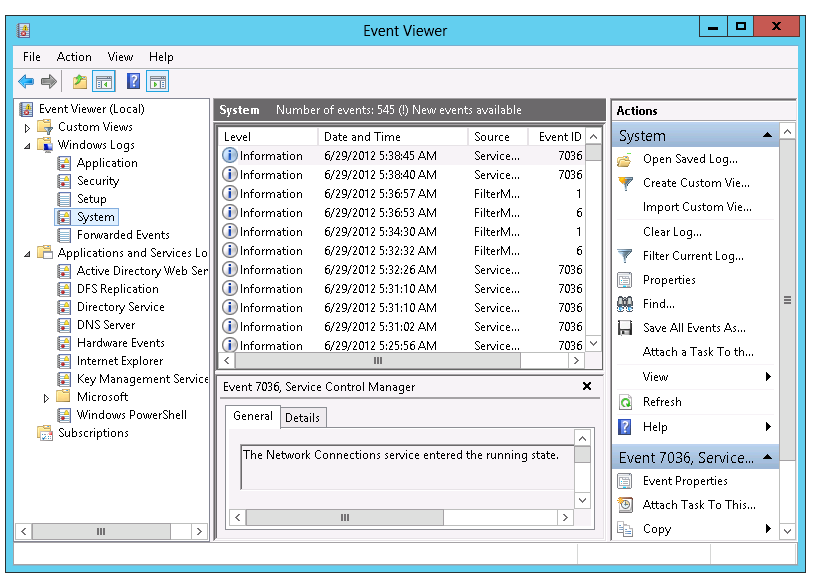 Event Viewer
File Action View Help
Event Viewer (Local)
Custom Views
Windows Logs
Application
Security
Setup
System
Forwarded Events
Applications and Services Lo
Active Directory Web Ser
DFS Replication
Directory Service
DNS Server
Hardware Events
Internet Explorer
Key Management Service
Microsoft
Windows PowerShell
Subscriptions
System Number of events: 545 (!) New events available
Level Date and Time Source Event ID
Information 6/29/2012 5:38:45 AM Service... 7036
Information 6/29/2012 5:38:40 AM Service... 7036
Information 6/29/2012 5:36:57 AM FilterM... 1
Information 6/29/2012 5:36:53 AM FilterM... 6
Information 6/29/2012 5:34:30 AM FilterM... 1
Information 6/29/2012 5:32:32 AM FilterM... 6
Information 6/29/2012 5:32:26 AM Service... 7036
Information 6/29/2012 5:31:10 AM Service... 7036
Information 6/29/2012 5:31:10 AM Service... 7036
Information 6/29/2012 5:31:02 AM Service... 7036
Information 6/29/2012 5:25:56 AM Service... 7036
Event 7036, Service Control Manager
General Details
The Network Connections service entered the running state.
Actions
System
Open Saved Log...
Create Custom Vie...
Import Custom Vie...
Clear Log...
Filter Current Log...
Properties
Find...
Save All Events As...
Attach a Task To th...
View
Refresh
Help
Event 7036, Service...
Event Properties
Attach Task To This...
Copy